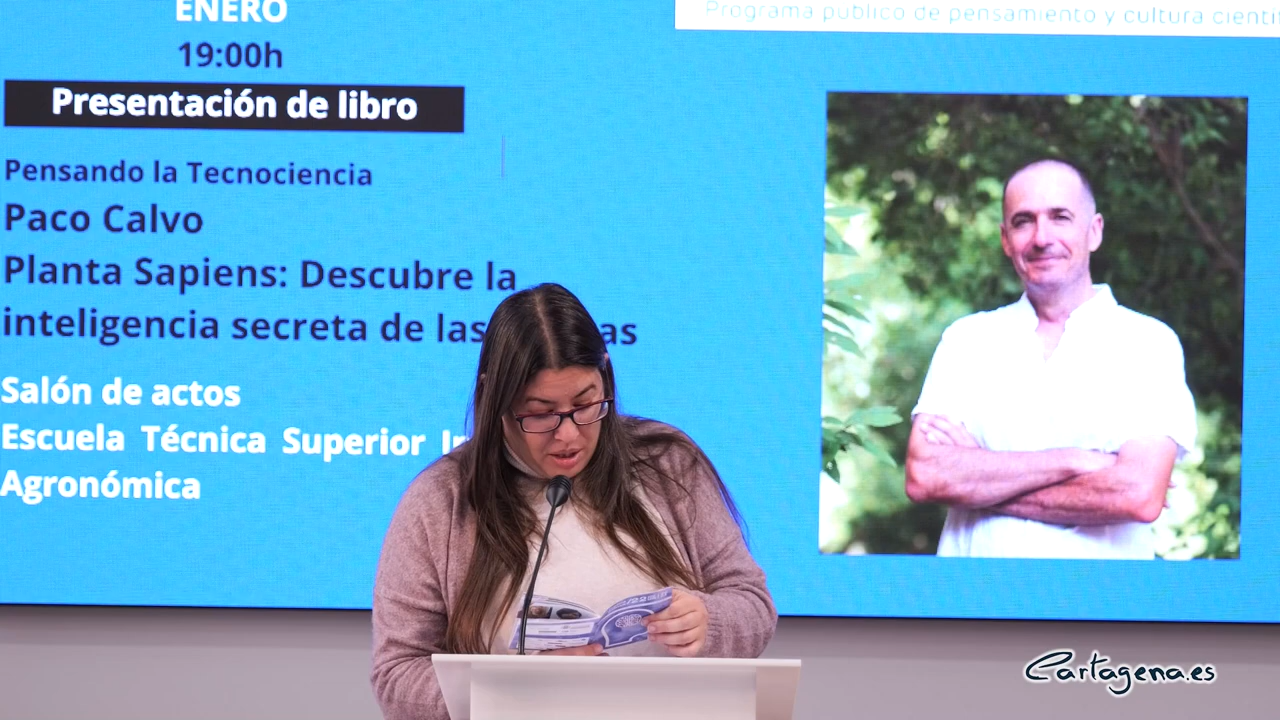 ENERO
19:00h
Presentación de libro
Pensando la Tecnociencia
Paco Calvo
Planta Sapiens: Descubre la
inteligencia secreta de las as
Salón de actos
Escuela Técnica Superior
Agronómica
Programa público de pensamiento y cultura
Cartagena.es